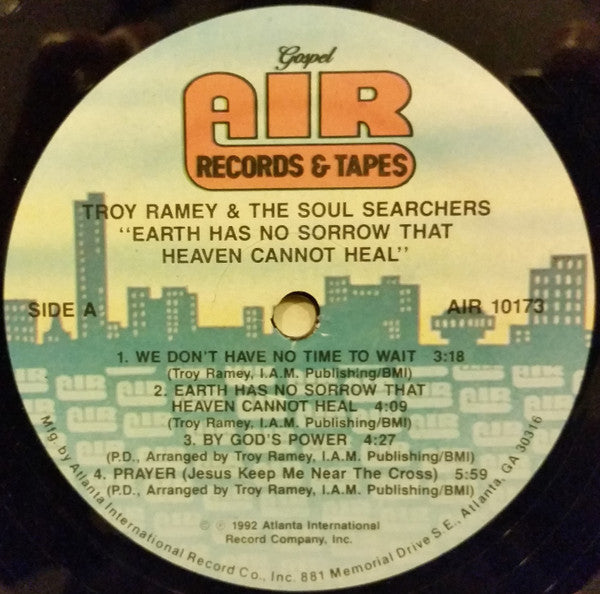 Gospel
AIR
RECORDS & TAPES
TROY RAMEY & THE SOUL SEARCHERS
"EARTH HAS NO SORROW THAT
HEAVEN CANNOT HEAL"
SIDE A
AIR 10173
1. WE DON'T HAVE NO TIME TO WAIT 3:18
(Troy Ramey, I.A.M. Publishing/BMI)
2. EARTH HAS NO SORROW THAT
HEAVEN CANNOT HEAL 4:09
(Troy Ramey, I.A.M. Publishing/BMI)
3. BY GOD'S POWER 4:27
(P.D., Arranged by Troy Ramey, I.A.M. Publishing/BMI)
4. PRAYER (Jesus Keep Me Near The Cross) 5:59
(P.D., Arranged by Troy Ramey, I.A.M. Publishing/BMI)
© ℗ 1992 Atlanta International
Record Company, Inc.
Mfg. by Atlanta International Record Co., Inc. 881 Memorial Drive S.E., Atlanta, GA 30316